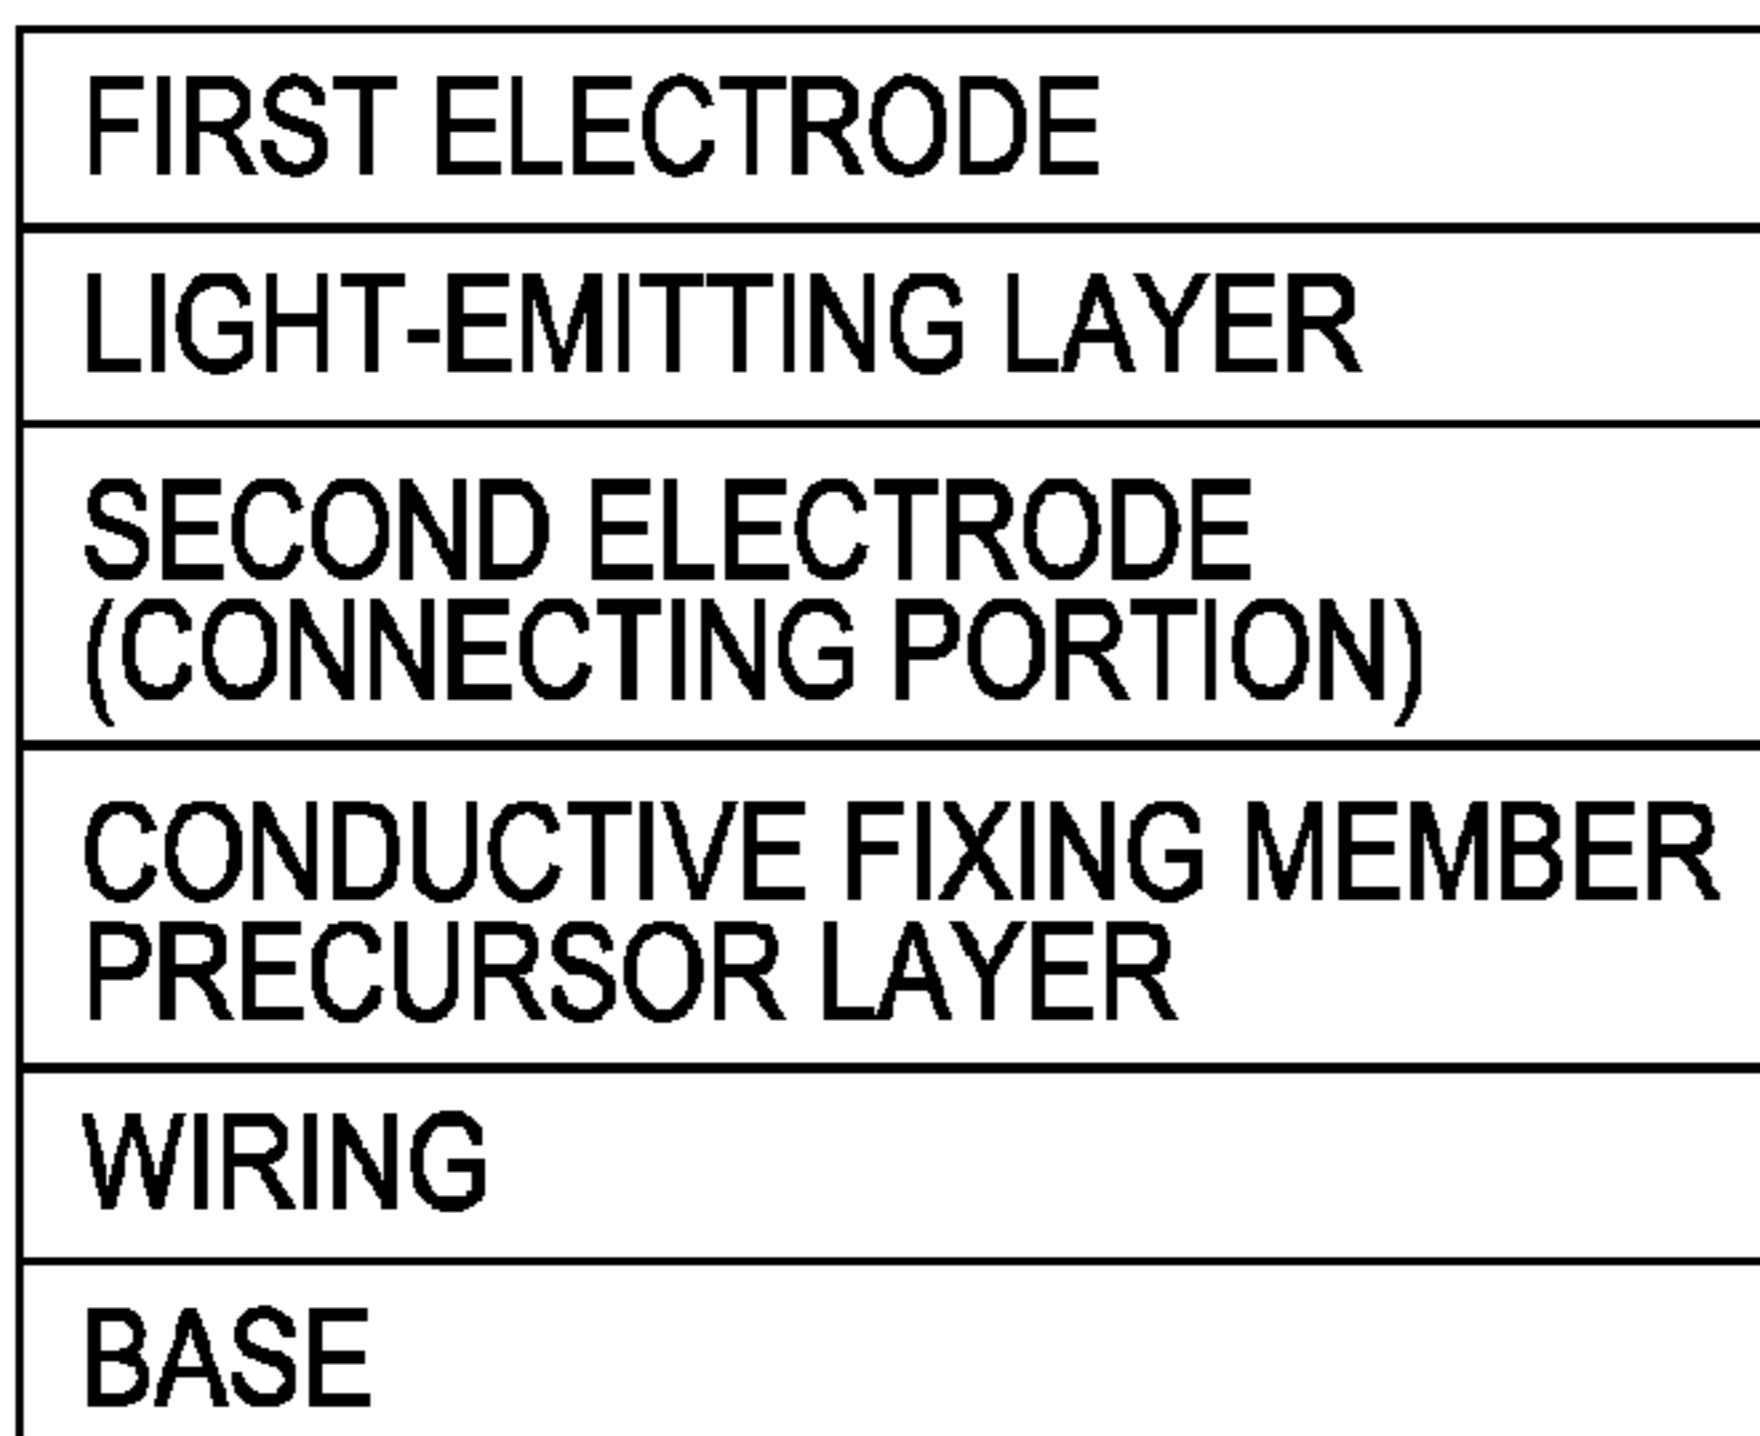 FIRST ELECTRODE
LIGHT-EMITTING LAYER
SECOND ELECTRODE
(CONNECTING PORTION)
CONDUCTIVE FIXING MEMBER
PRECURSOR LAYER
WIRING
BASE